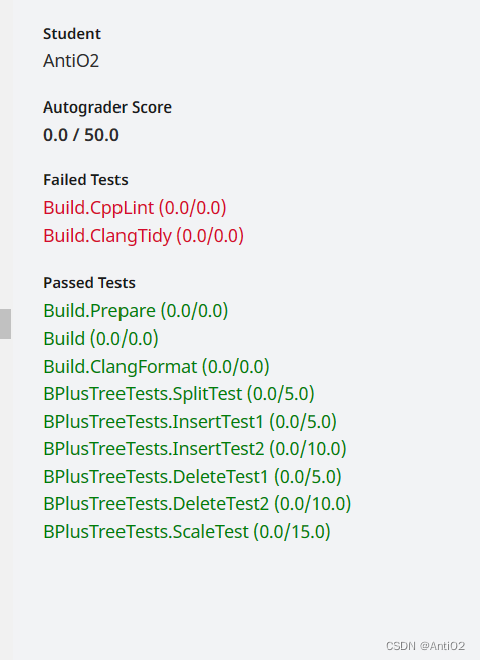 Student
AntiO2
Autograder Score
0.0 / 50.0
Failed Tests
Build.CppLint (0.0/0.0)
Build.ClangTidy (0.0/0.0)
Passed Tests
Build.Prepare (0.0/0.0)
Build (0.0/0.0)
Build.ClangFormat (0.0/0.0)
BPlusTreeTests.SplitTest (0.0/5.0)
BPlusTreeTests.InsertTest1 (0.0/5.0)
BPlusTreeTests.InsertTest2 (0.0/10.0)
BPlusTreeTests.DeleteTest1 (0.0/5.0)
BPlusTreeTests.DeleteTest2 (0.0/10.0)
BPlusTreeTests.ScaleTest (0.0/15.0)
CSDN @AntiO2